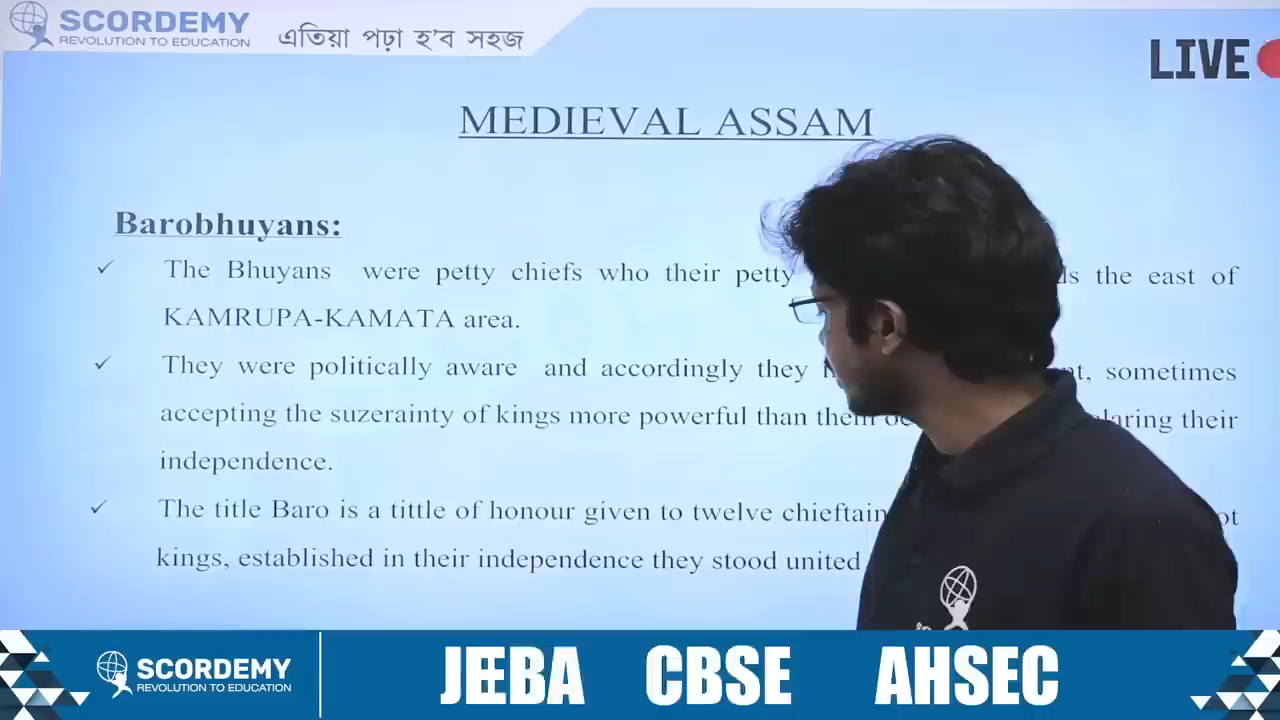 SCORDEMY
REVOLUTION TO EDUCATION
এতিয়া পঢ়া হ'ব সহজ
LIVE
MEDIEVAL ASSAM
Barobhuyans:
The Bhuyans were petty chiefs who their petty the east of
KAMRUPA-KAMATA area.
They were politically aware and accordingly they sometimes
accepting the suzerainty of kings more powerful than them their
independence.
The title Baro is a tittle of honour given to twelve
kings, established in their independence they stood united
SCORDEMY
REVOLUTION TO EDUCATION
JEBA CBSE AHSEC